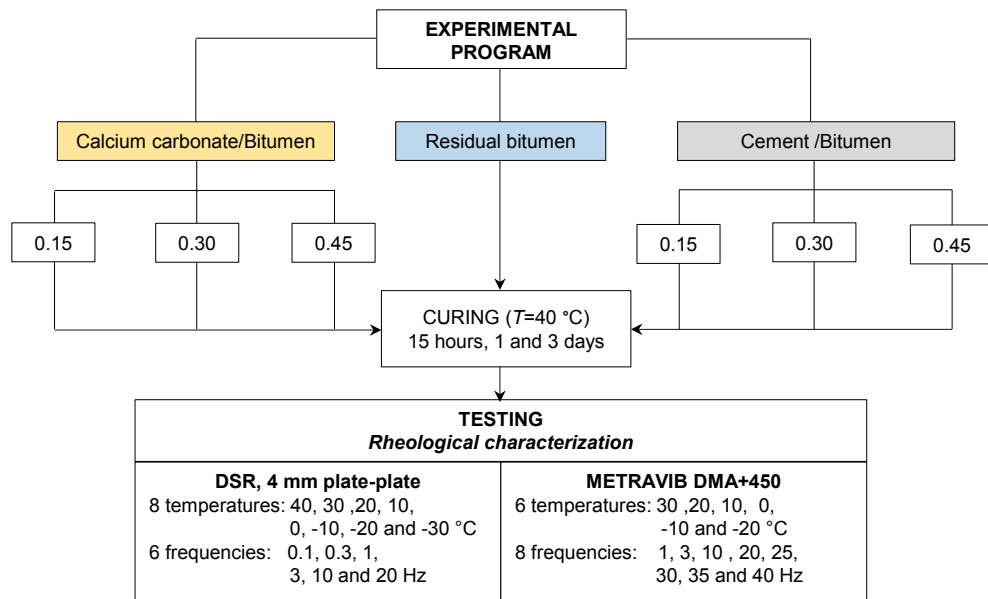 EXPERIMENTAL
PROGRAM
Calcium carbonate/Bitumen
Residual bitumen
Cement /Bitumen
0.15
0.30
0.45
0.15
0.30
0.45
CURING (T=40 °C)
15 hours, 1 and 3 days
TESTING
Rheological characterization
DSR, 4 mm plate-plate
8 temperatures: 40, 30 ,20, 10,
0, -10, -20 and -30 °C
6 frequencies: 0.1, 0.3, 1,
3, 10 and 20 Hz
METRAVIB DMA+450
6 temperatures: 30 ,20, 10, 0,
-10 and -20 °C
8 frequencies: 1, 3, 10 , 20, 25,
30, 35 and 40 Hz